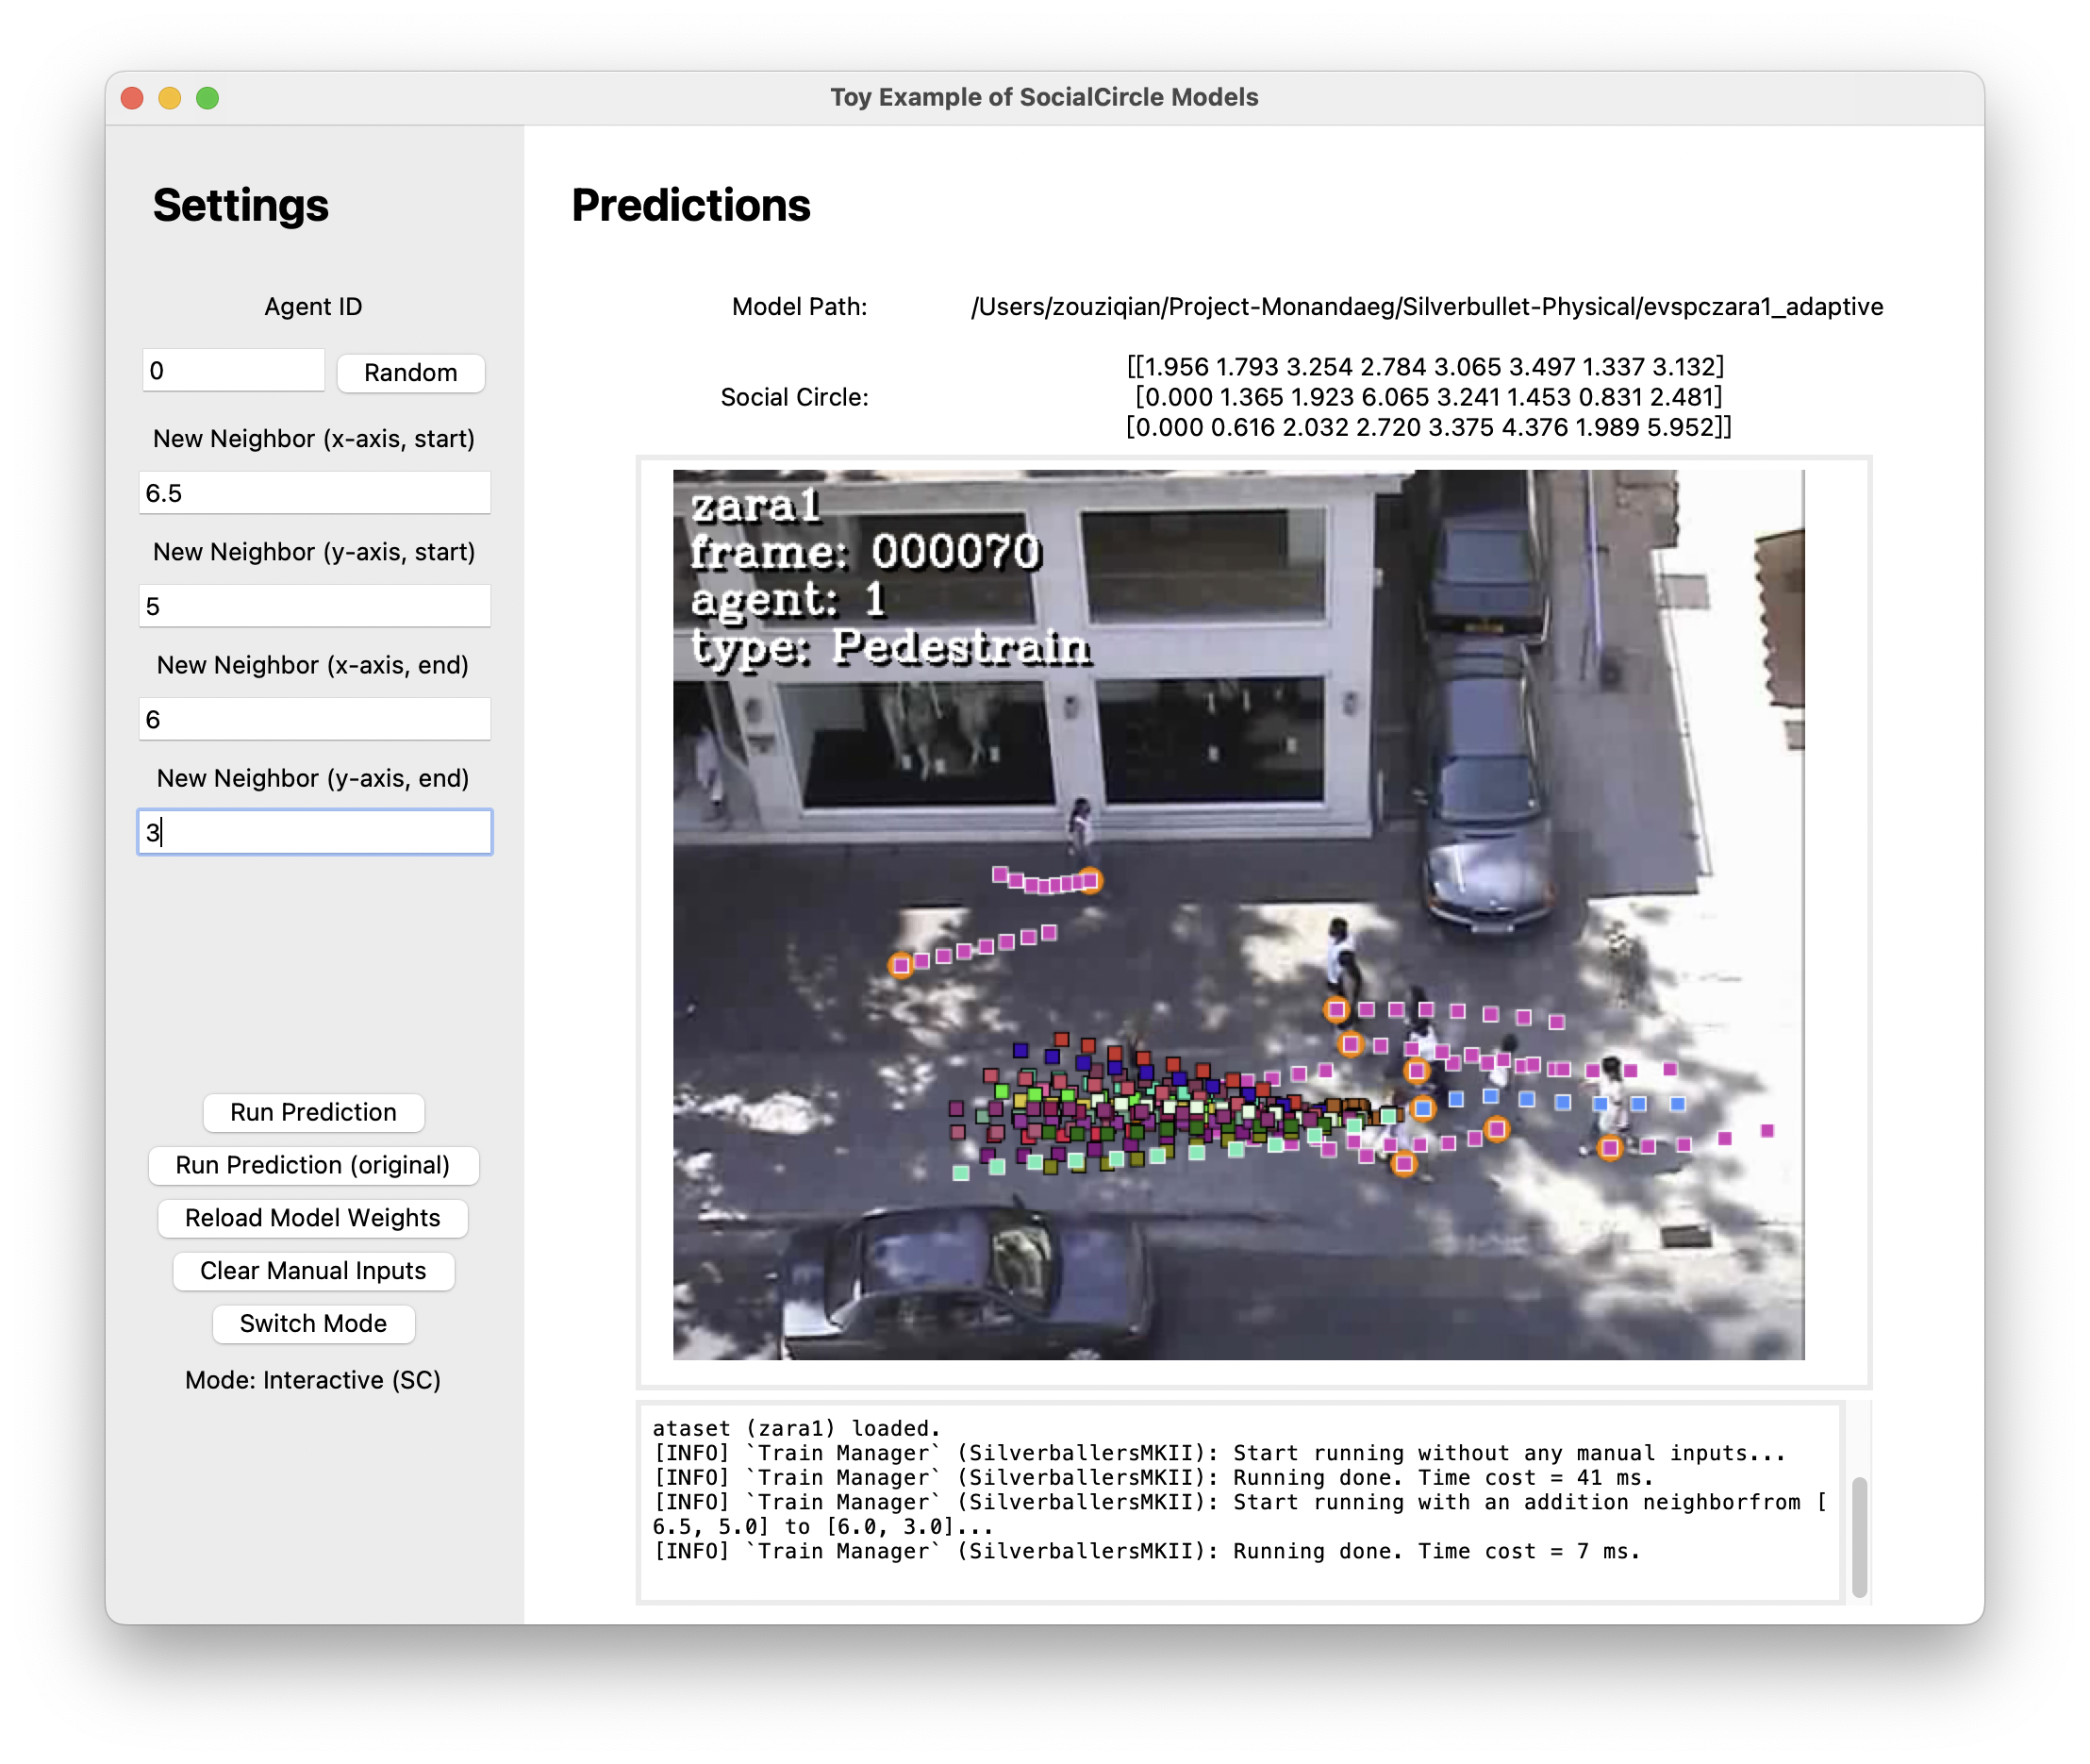 Toy Example of SocialCircle Models
Settings
Agent ID
0
Random
New Neighbor (x-axis, start)
6.5
New Neighbor (y-axis, start)
5
New Neighbor (x-axis, end)
6
New Neighbor (y-axis, end)
3
Run Prediction
Run Prediction (original)
Reload Model Weights
Clear Manual Inputs
Switch Mode
Mode: Interactive (SC)
Predictions
Model Path: /Users/zouziqian/Project-Monandaeg/Silverbullet-Physical/evspczara1_adaptive
Social Circle:
[[1.956 1.793 3.254 2.784 3.065 3.497 1.337 3.132]
[0.000 1.365 1.923 6.065 3.241 1.453 0.831 2.481]
[0.000 0.616 2.032 2.720 3.375 4.376 1.989 5.952]]
zara1
frame: 000070
agent: 1
type: Pedestrain
ataset (zara1) loaded.
[INFO] `Train Manager` (SilverballersMKII): Start running without any manual inputs...
[INFO] `Train Manager` (SilverballersMKII): Running done. Time cost = 41 ms.
[INFO] `Train Manager` (SilverballersMKII): Start running with an addition neighborfrom [
6.5, 5.0] to [6.0, 3.0]...
[INFO] `Train Manager` (SilverballersMKII): Running done. Time cost = 7 ms.